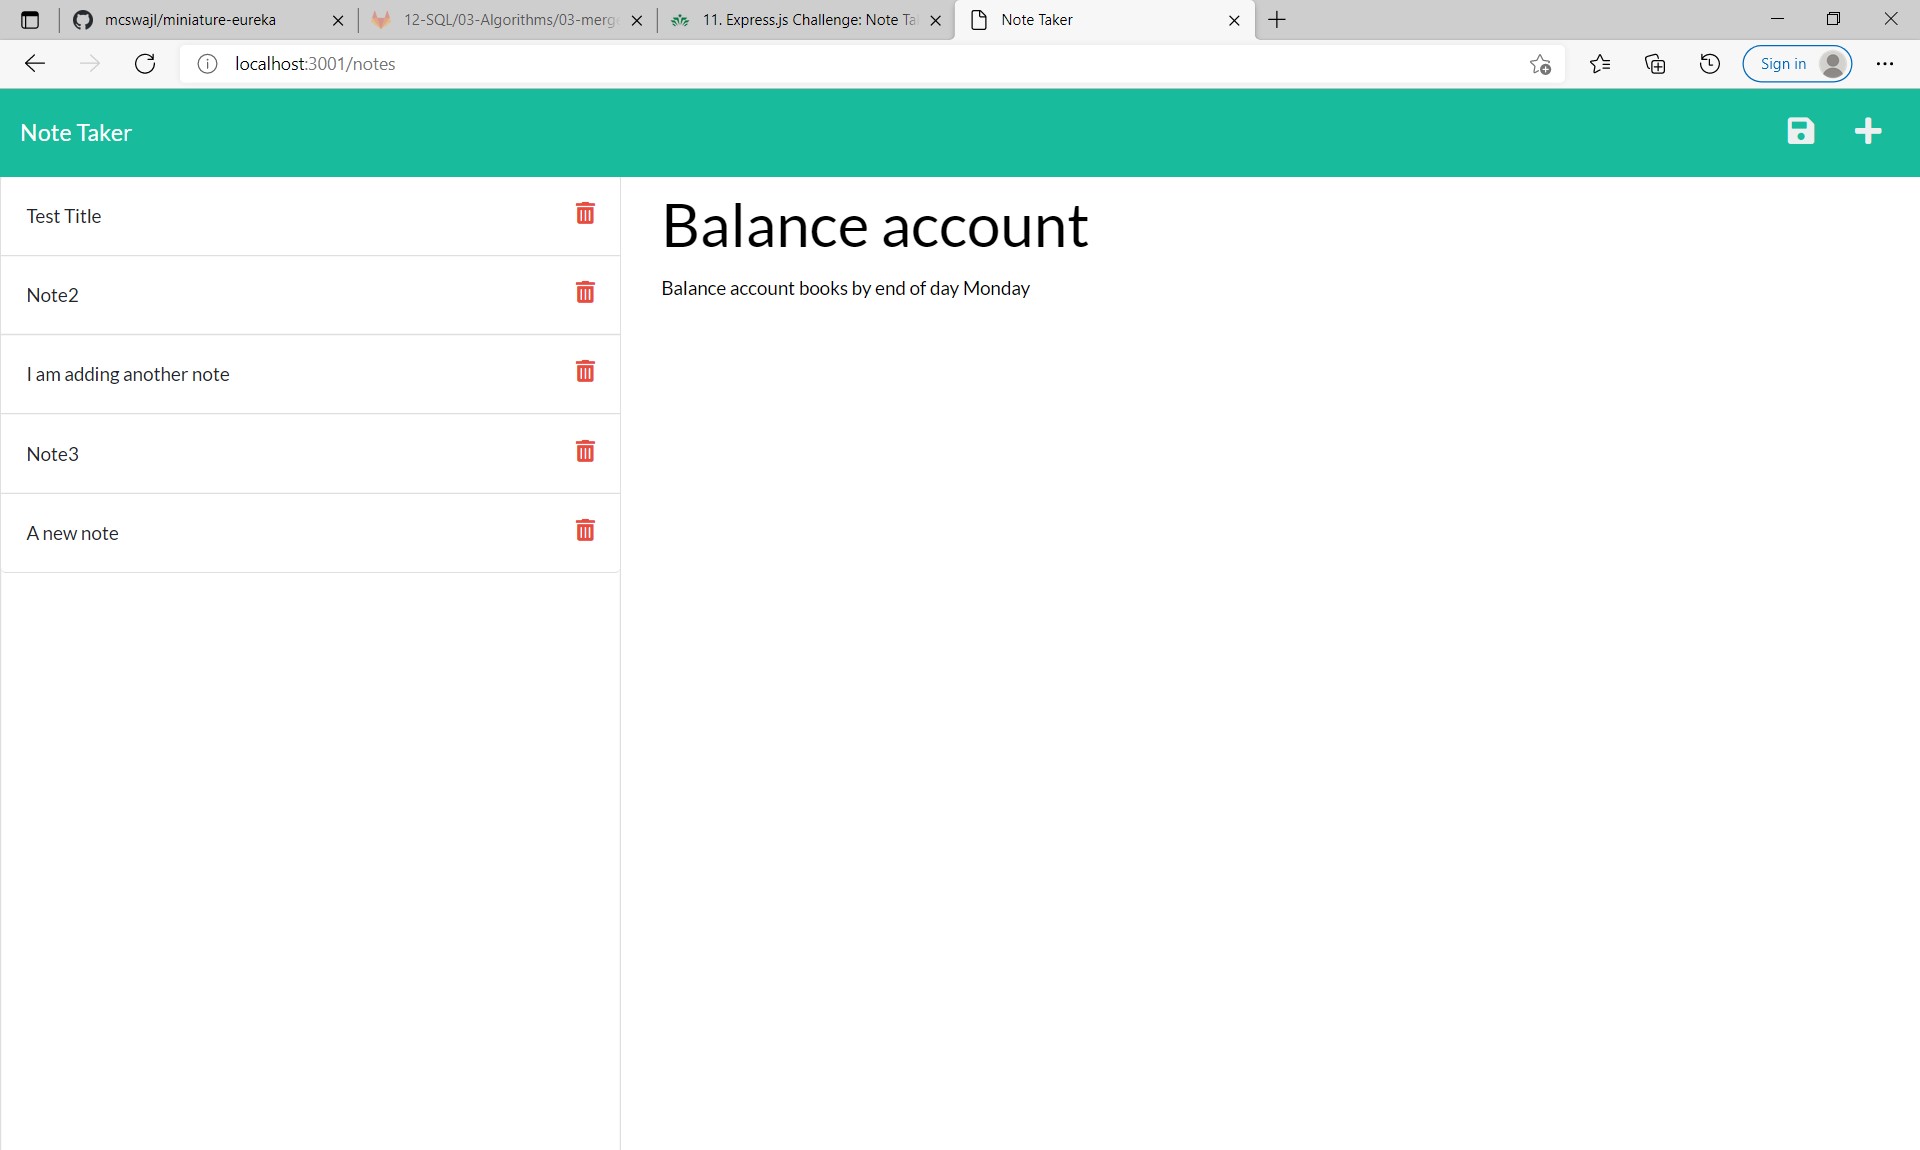 mcswajl/miniature-eureka
12-SQL/03-Algorithms/03-merg
11. Express.js Challenge: Note Ta
Note Taker
localhost:3001/notes
Sign in
Note Taker
Test Title
Note2
I am adding another note
Note3
A new note
Balance account
Balance account books by end of day Monday